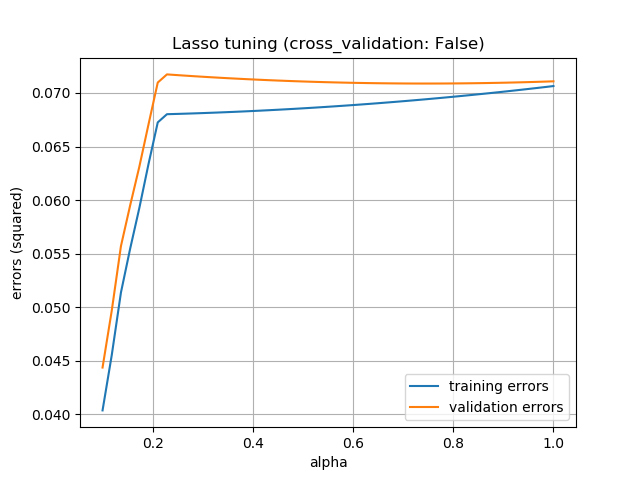 Lasso tuning (cross_validation: False)
errors (squared)
0.070
0.065
0.060
0.055
0.050
0.045
0.040
0.2 0.4 0.6 0.8 1.0
alpha
training errors
validation errors